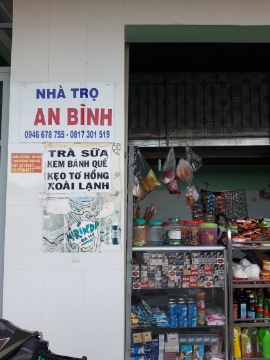 NHÀ TRỌ
AN BÌNH
0946 678 755 - 0817 301 519
TRÀ SỮA
KEM BÁNH QUẾ
KẸO TƠ HỒNG
XOÀI LẠNH
MIRINDA